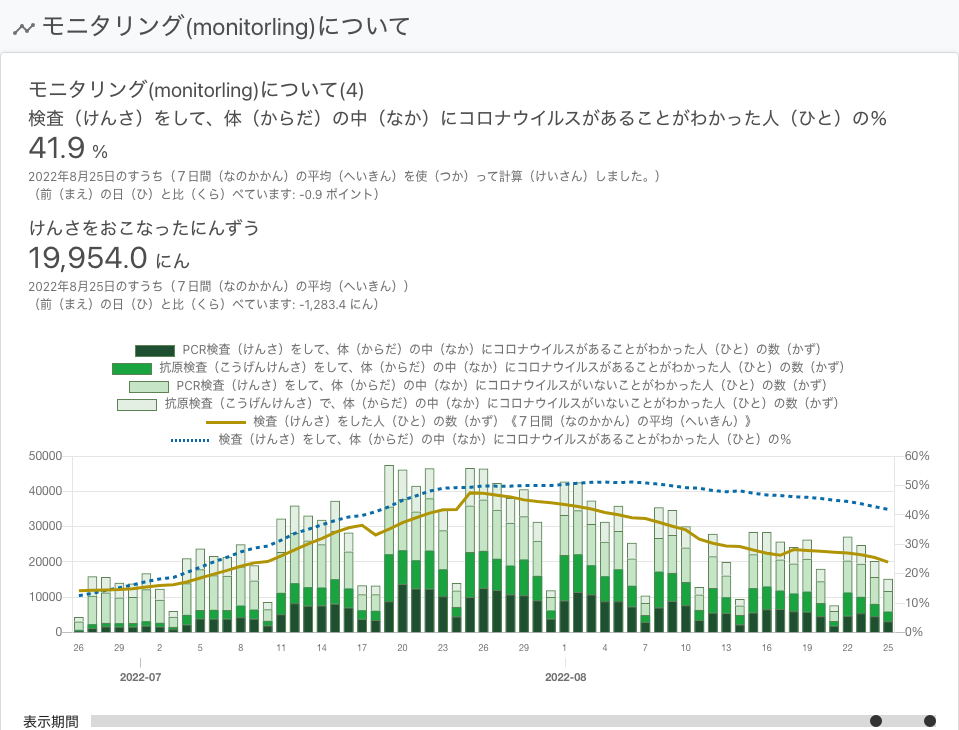 モニタリング(monitorling)について
モニタリング(monitorling)について(4)
検査（けんさ）をして、体（からだ）の中（なか）にコロナウイルスがあることがわかった人（ひと）の%
41.9 %
2022年8月25日のすうち（７日間（なのかかん）の平均（へいきん）を使（つか）って計算（けいさん）しました。）
（前（まえ）の日（ひ）と比（くら）べています: -0.9 ポイント）
けんさをおこなったにんずう
19,954.0 にん
2022年8月25日のすうち（７日間（なのかかん）の平均（へいきん））
（前（まえ）の日（ひ）と比（くら）べています: -1,283.4 にん）
PCR検査（けんさ）をして、体（からだ）の中（なか）にコロナウイルスがあることがわかった人（ひと）の数（かず）
抗原検査（こうげんけんさ）をして、体（からだ）の中（なか）にコロナウイルスがあることがわかった人（ひと）の数（かず）
PCR検査（けんさ）をして、体（からだ）の中（なか）にコロナウイルスがいないことがわかった人（ひと）の数（かず）
抗原検査（こうげんけんさ）で、体（からだ）の中（なか）にコロナウイルスがいないことがわかった人（ひと）の数（かず）
検査（けんさ）をした人（ひと）の数（かず）《７日間（なのかかん）の平均（へいきん）》
検査（けんさ）をして、体（からだ）の中（なか）にコロナウイルスがあることがわかった人（ひと）の%
50000 60%
40000 50%
30000 40%
20000 30%
10000 20%
0 10%
0%
26 29 2 5 8 11 14 17 20 23 26 29 1 4 7 10 13 16 19 22 25
2022-07 2022-08
表示期間